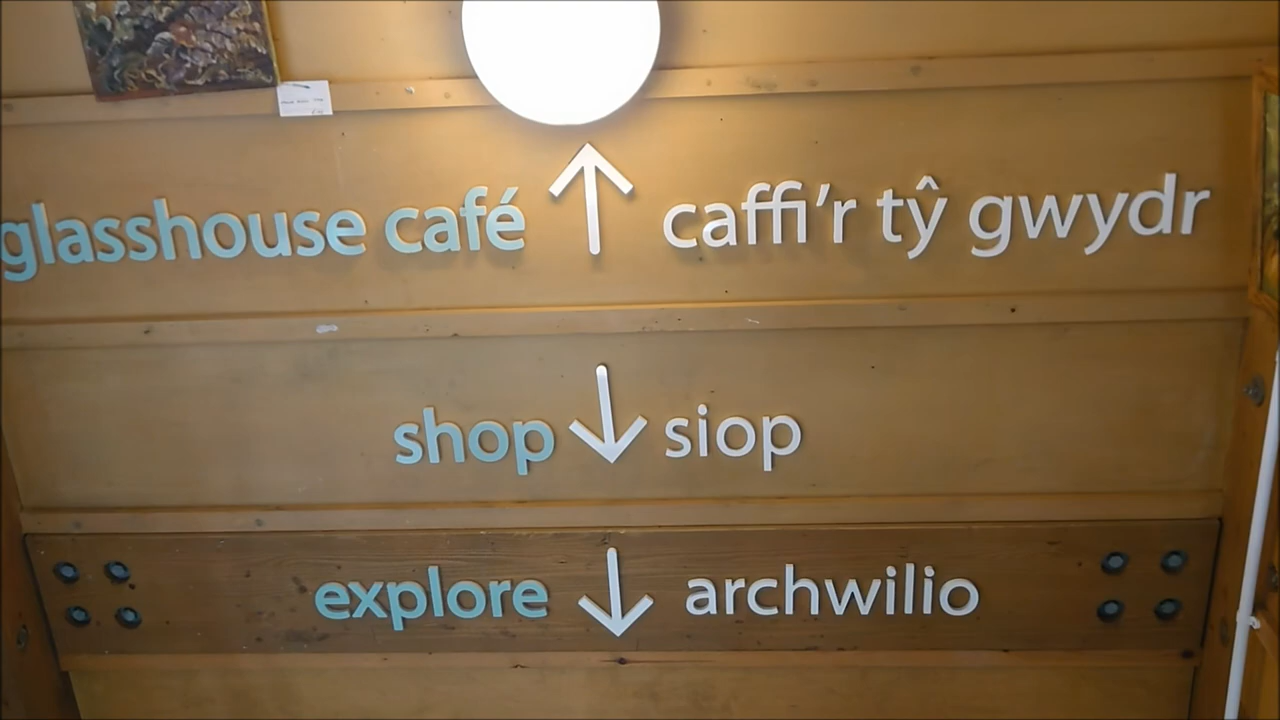 glasshouse café ↑ caffi'r tŷ gwydr
shop ↓ siop
explore ↓ archwilio